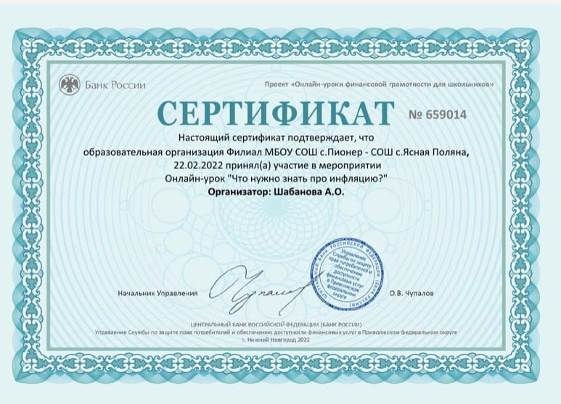 Банк России
Проект «Онлайн-уроки финансовой грамотности для школьников»
СЕРТИФИКАТ № 659014
Настоящий сертификат подтверждает, что
образовательная организация Филиал МБОУ СОШ с.Пионер - СОШ с.Ясная Поляна,
22.02.2022 принял(а) участие в мероприятии
Онлайн-урок "Что нужно знать про инфляцию?"
Организатор: Шабанова А.О.
Начальник Управления
О.В. Чупалов
ЦЕНТРАЛЬНЫЙ БАНК РОССИЙСКОЙ ФЕДЕРАЦИИ (БАНК РОССИИ)
Управление Службы по защите прав потребителей и обеспечению доступности финансовых услуг в Приволжском федеральном округе
г. Нижний Новгород 2022